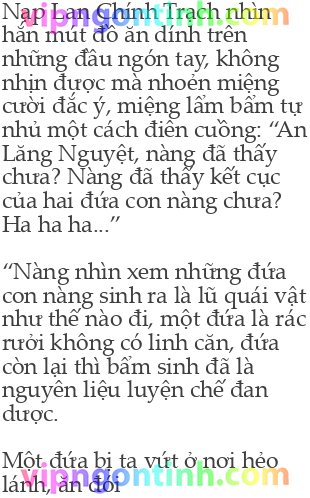 Nạp Lan Chính Trạch nhìn
hắn mút đồ ăn dính trên
những đầu ngón tay, không
nhịn được mà nhoẻn miệng
cười đắc ý, miệng lẩm bẩm tự
nhủ một cách điên cuồng: “An
Lăng Nguyệt, nàng đã thấy
chưa? Nàng đã thấy kết cục
của hai đứa con nàng chưa?
Ha ha ha...”
“Nàng nhìn xem những đứa
con nàng sinh ra là lũ quái vật
như thế nào đi, một đứa là rác
rưởi không có linh căn, đứa
còn lại thì bẩm sinh đã là
nguyên liệu luyện chế đan
dược.
Một đứa bị ta vứt ở nơi hẻo
lánh, ăn đói
vipngontinh.com
vipngontinh.com